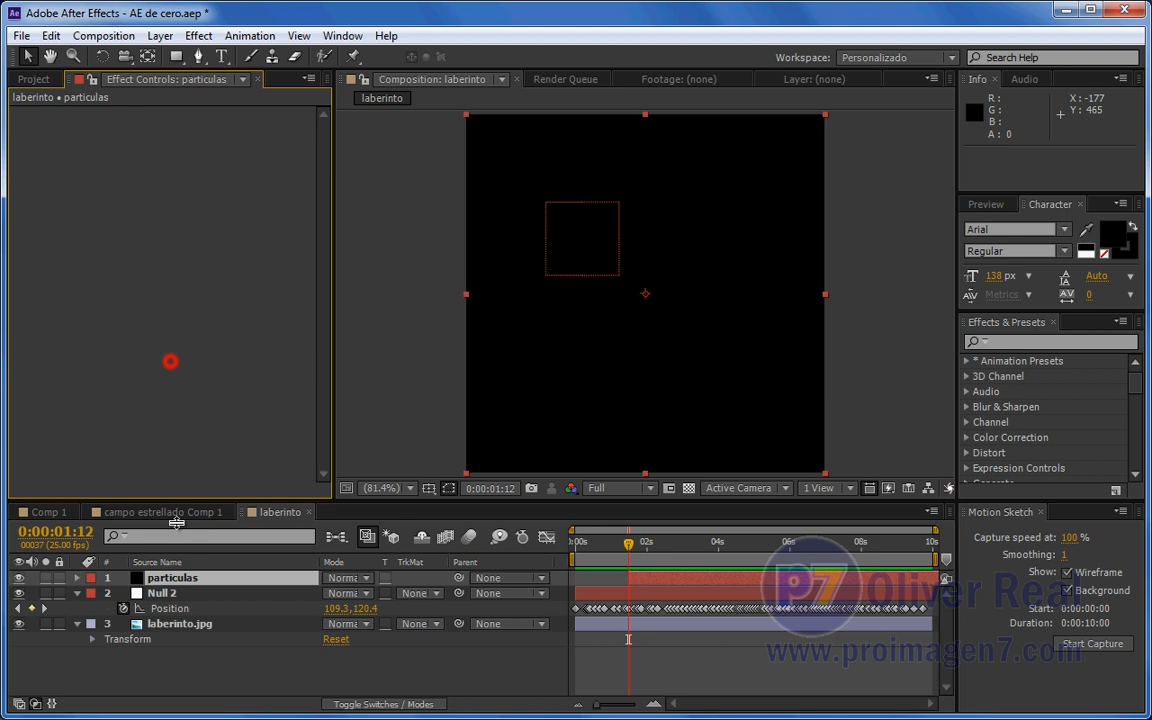 Adobe After Effects - AE de cero.aep *
File Edit Composition Layer Effect Animation View Window Help
Workspace: Personalizado Search Help
Project Effect Controls: particulas Composition: laberinto Render Queue Footage: (none) Layer: (none) Info Audio
laberinto • particulas laberinto
R: X: -177
G: Y: 465
B:
A: 0
Preview Character
Arial
Regular
138 px Auto
Metrics 0
Effects & Presets
* Animation Presets
3D Channel
Audio
Blur & Sharpen
Channel
Color Correction
Distort
Expression Controls
(81.4%) 0:00:01:12 Full Active Camera 1 View
Comp 1 campo estrellado Comp 1 laberinto
0:00:01:12
00037 (25.00 fps)
:00s 02s 04s 06s 08s 10s
# Source Name Mode T TrkMat Parent
1 particulas Norma None
2 Null 2 Norma None None
Position 109.3,120.4
3 laberinto.jpg Norma None None
Transform Reset
Toggle Switches / Modes
Motion Sketch
Capture speed at: 100 %
Smoothing: 1
Show: Wireframe
Background
Start: 0:00:00:00
Duration: 0:00:10:00
Start Capture
P7 Oliver Real
www.proimagen7.com